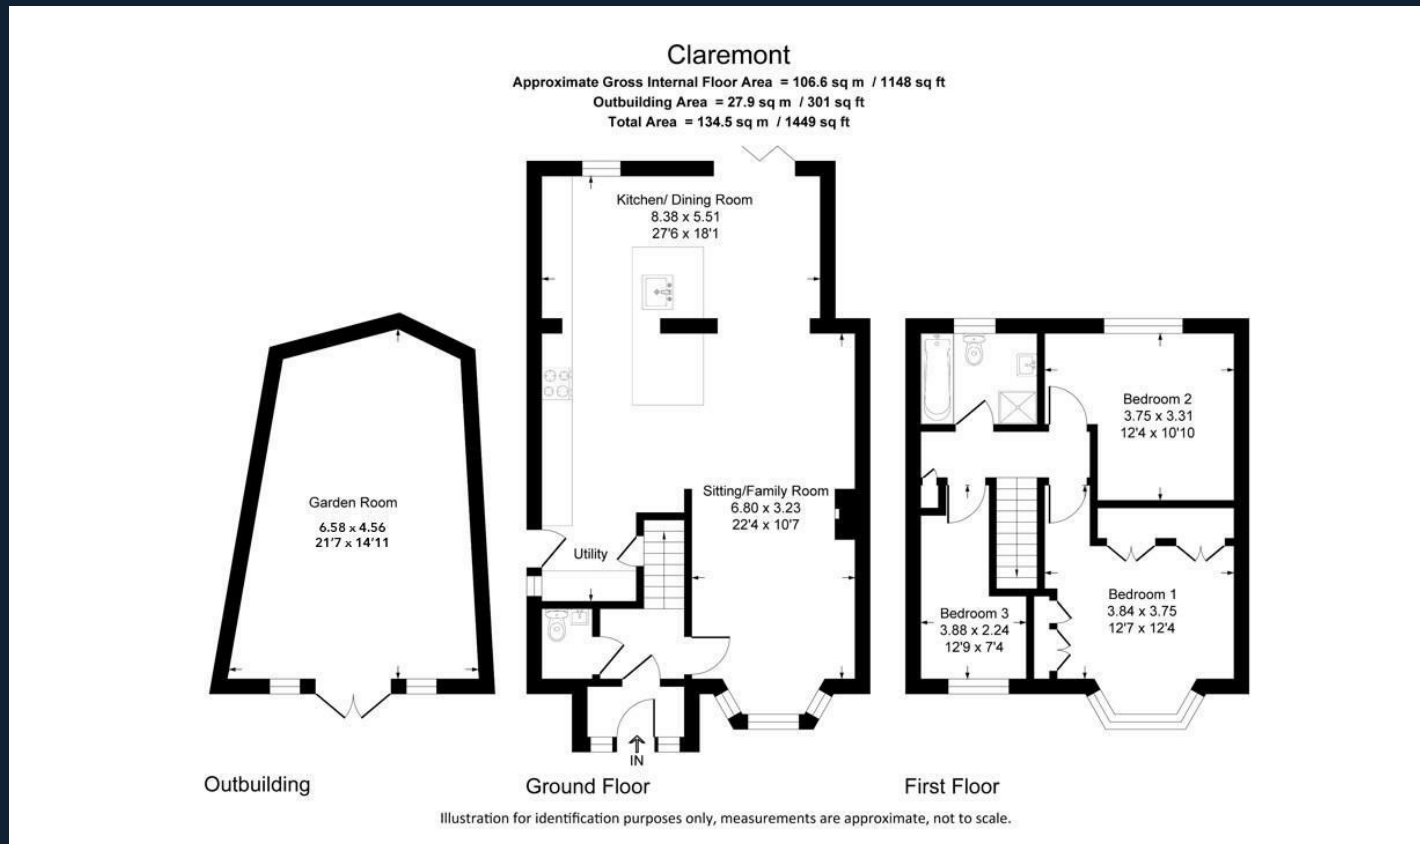 Claremont
Approximate Gross Internal Floor Area = 106.6 sq m / 1148 sq ft
Outbuilding Area = 27.9 sq m / 301 sq ft
Total Area = 134.5 sq m / 1449 sq ft
Kitchen/ Dining Room
8.38 x 5.51
27'6 x 18'1
Sitting/Family Room
6.80 x 3.23
22'4 x 10'7
Utility
IN
Garden Room
6.58 x 4.56
21'7 x 14'11
Bedroom 2
3.75 x 3.31
12'4 x 10'10
Bedroom 1
3.84 x 3.75
12'7 x 12'4
Bedroom 3
3.88 x 2.24
12'9 x 7'4
Outbuilding
Ground Floor
First Floor
Illustration for identification purposes only, measurements are approximate, not to scale.